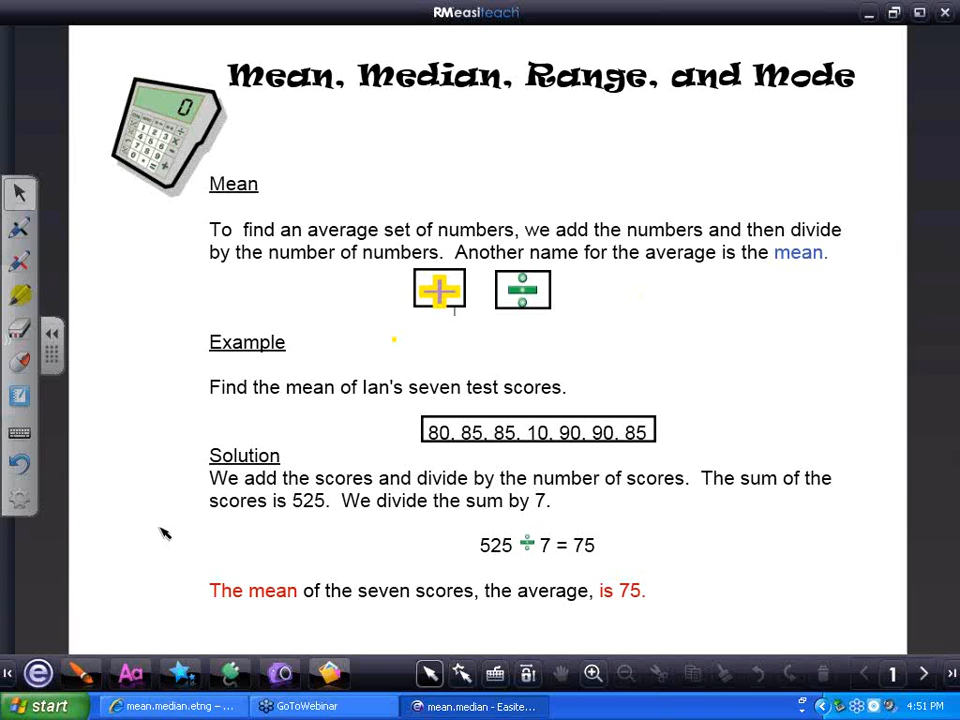 RMeasiteach
Mean, Median, Range, and Mode
0
Mean
To find an average set of numbers, we add the numbers and then divide
by the number of numbers. Another name for the average is the mean.
Example
Find the mean of Ian's seven test scores.
80, 85, 85, 10, 90, 90, 85
Solution
We add the scores and divide by the number of scores. The sum of the
scores is 525. We divide the sum by 7.
525 ÷ 7 = 75
The mean of the seven scores, the average, is 75.
Aa
1
start
mean.median.etng – ...
GoToWebinar
mean.median - Easite...
4:51 PM